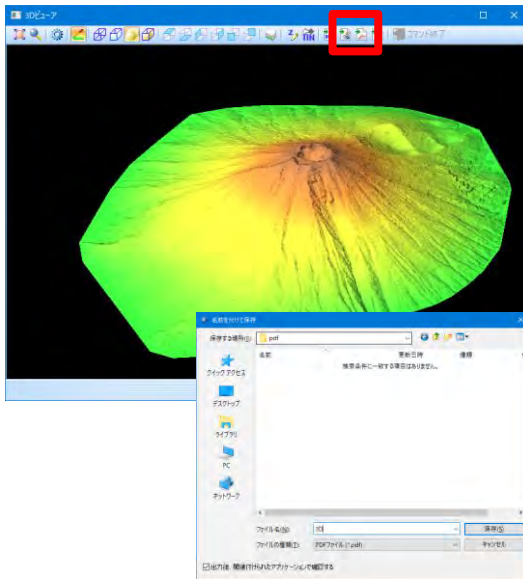 3Dビューア
コマンド終了
名前を付けて保存
保存する場所(I):
pdf
名前
更新日時
種類
検索条件に一致する項目はありません。
クイック アクセス
デスクトップ
ライブラリ
PC
ネットワーク
ファイル名(N):
3D
保存(S)
ファイルの種類(T):
PDFファイル (*.pdf)
キャンセル
出力後 関連付けられたアプリケーションで確認する